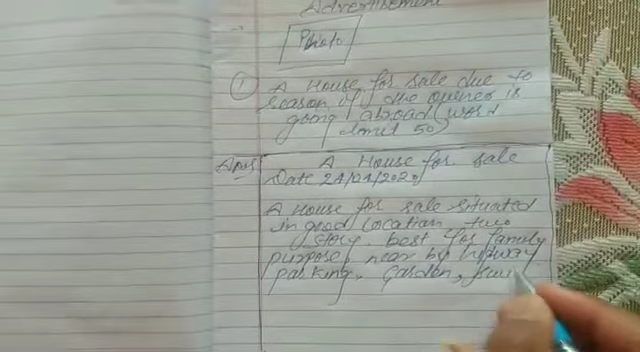 Advertisement
Photo
① A House for sale due to
reason of the owner is
going abroad (word
limit 50)
Ans A House for sale
Date 21/01/2020
A House for sale situated
in good location two
story. best for family
purpose near by highway
parking, Garden,